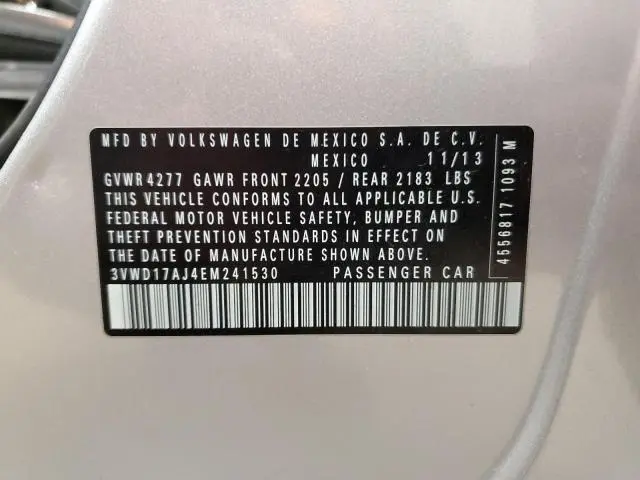 MFD BY VOLKSWAGEN DE MEXICO S.A. DE C.V.
MEXICO 11/13
GVWR 4277 GAWR FRONT 2205 / REAR 2183 LBS
THIS VEHICLE CONFORMS TO ALL APPLICABLE U.S.
FEDERAL MOTOR VEHICLE SAFETY, BUMPER AND
THEFT PREVENTION STANDARDS IN EFFECT ON
THE DATE OF MANUFACTURE SHOWN ABOVE.
3VWD17AJ4EM241530 PASSENGER CAR
4556817 1093 M